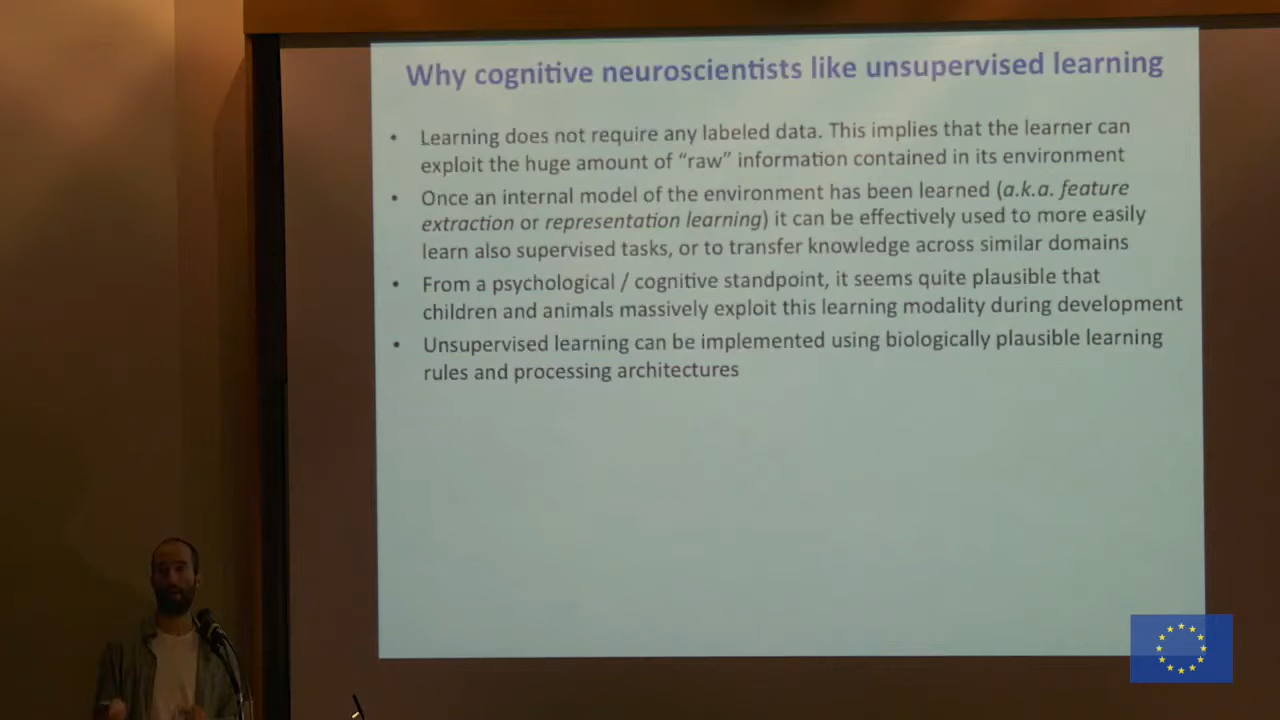 Why cognitive neuroscientists like unsupervised learning
• Learning does not require any labeled data. This implies that the learner can
exploit the huge amount of “raw” information contained in its environment
• Once an internal model of the environment has been learned (a.k.a. feature
extraction or representation learning) it can be effectively used to more easily
learn also supervised tasks, or to transfer knowledge across similar domains
• From a psychological / cognitive standpoint, it seems quite plausible that
children and animals massively exploit this learning modality during development
• Unsupervised learning can be implemented using biologically plausible learning
rules and processing architectures